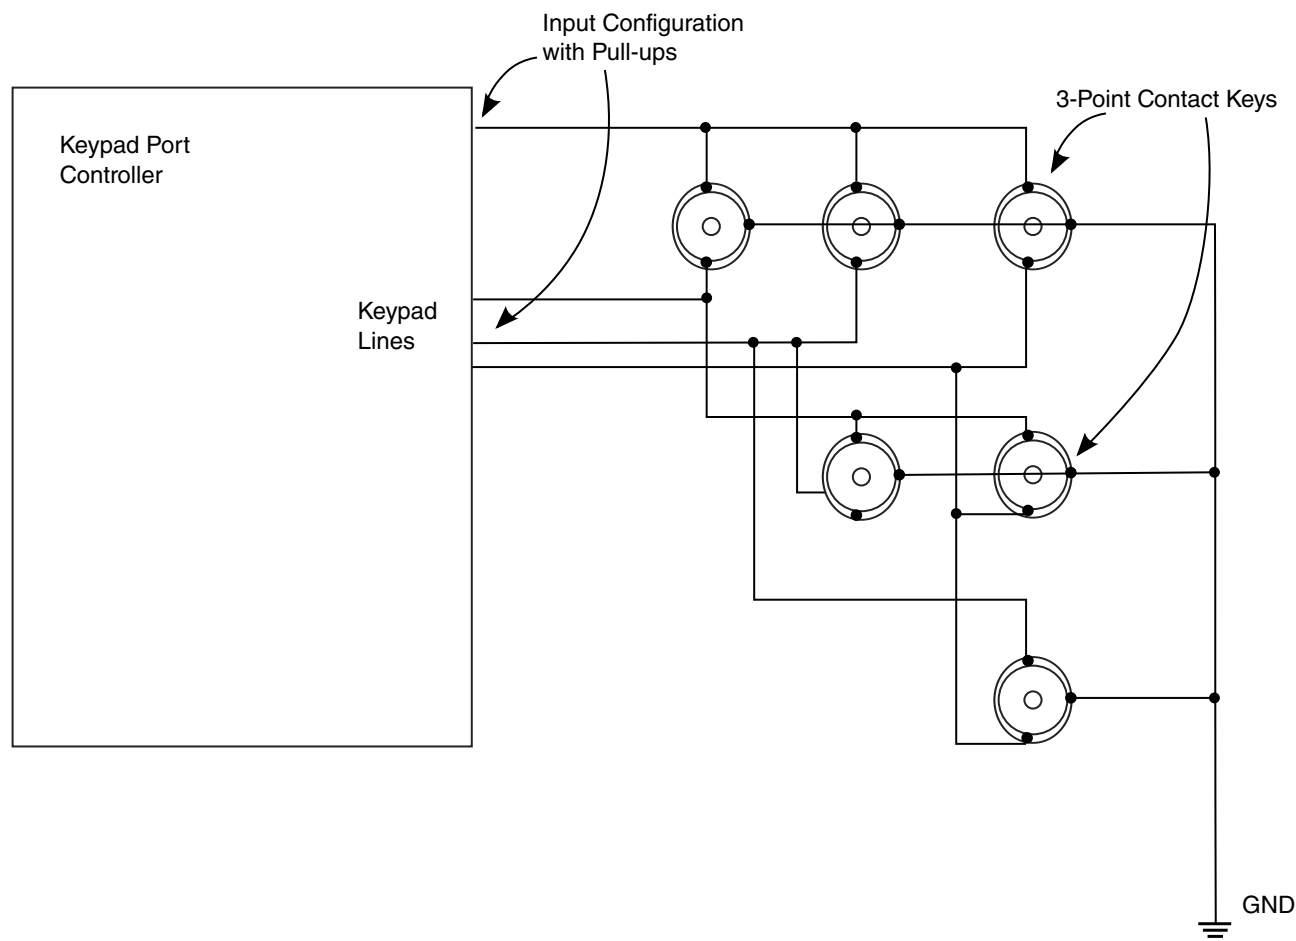 Input Configuration
with Pull-ups
3-Point Contact Keys
Keypad Port
Controller
Keypad
Lines
GND